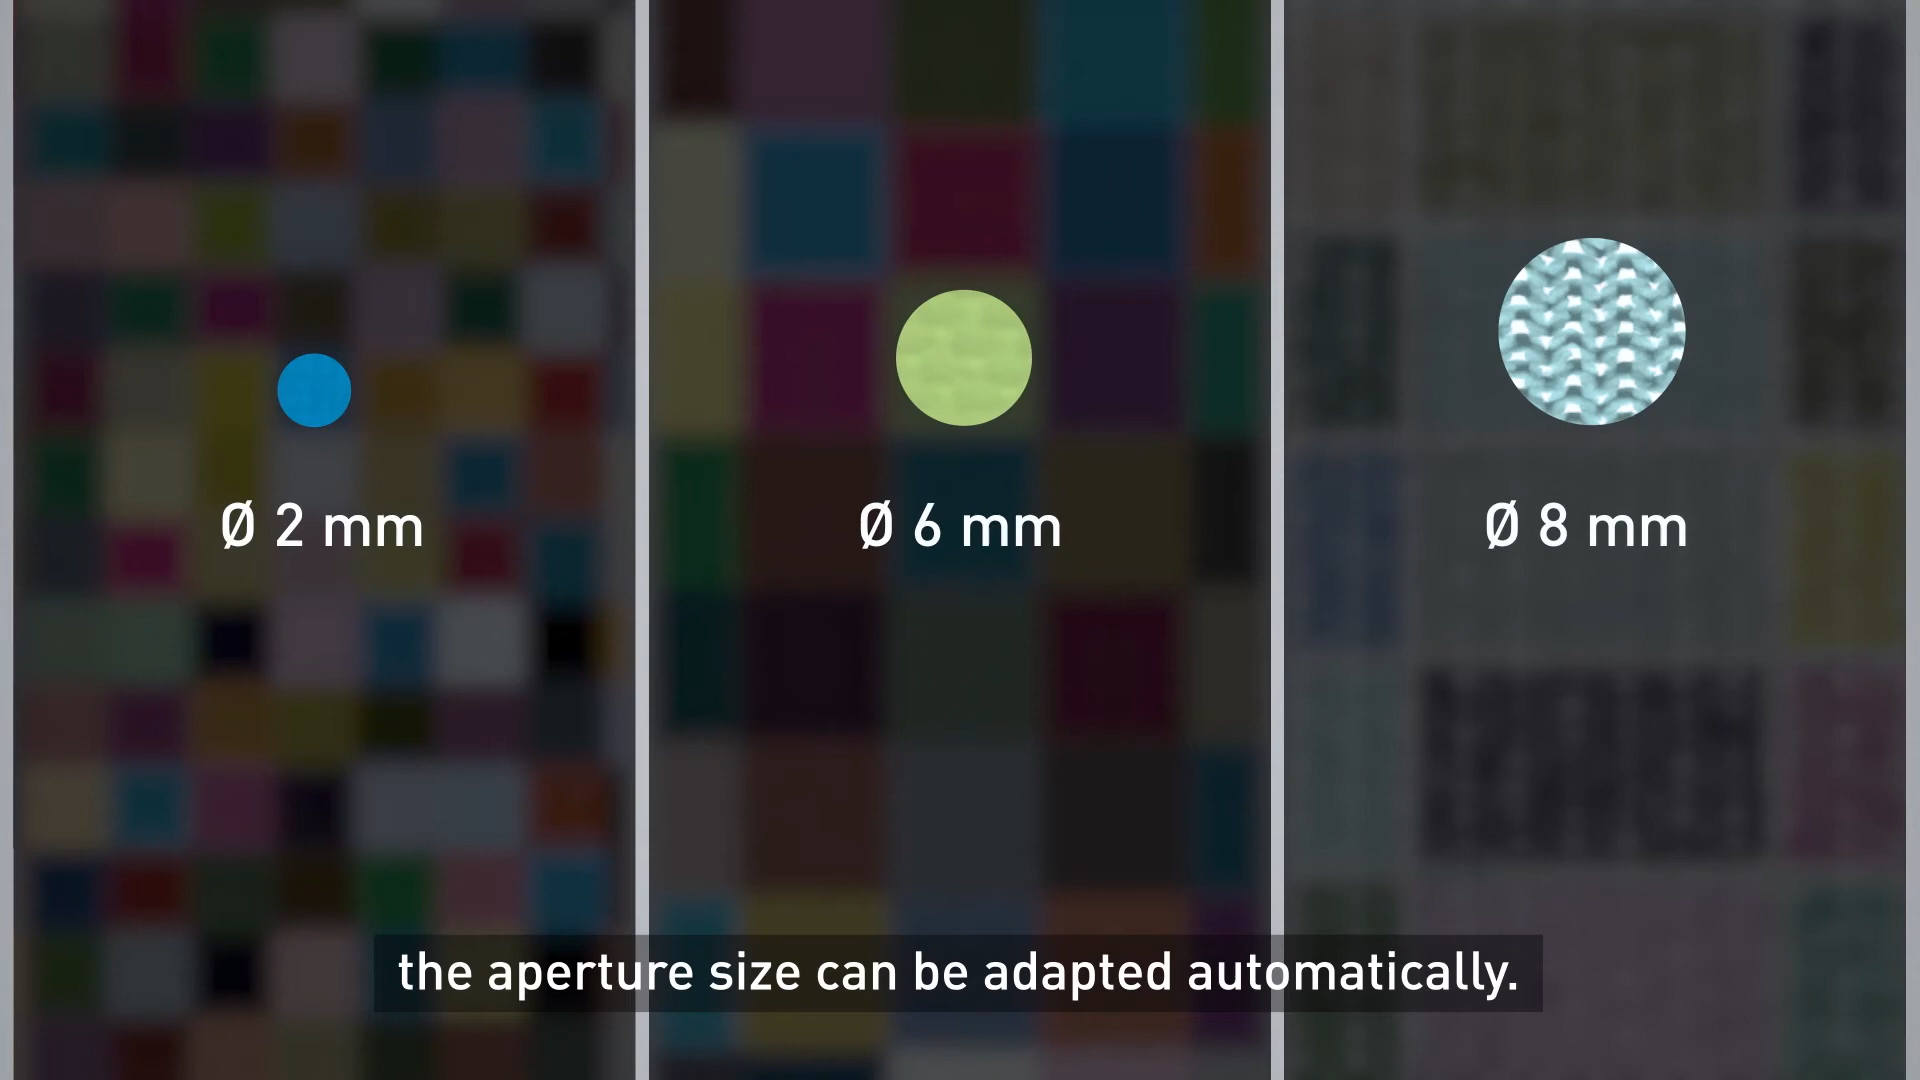 Ø 2 mm
Ø 6 mm
Ø 8 mm
the aperture size can be adapted automatically.